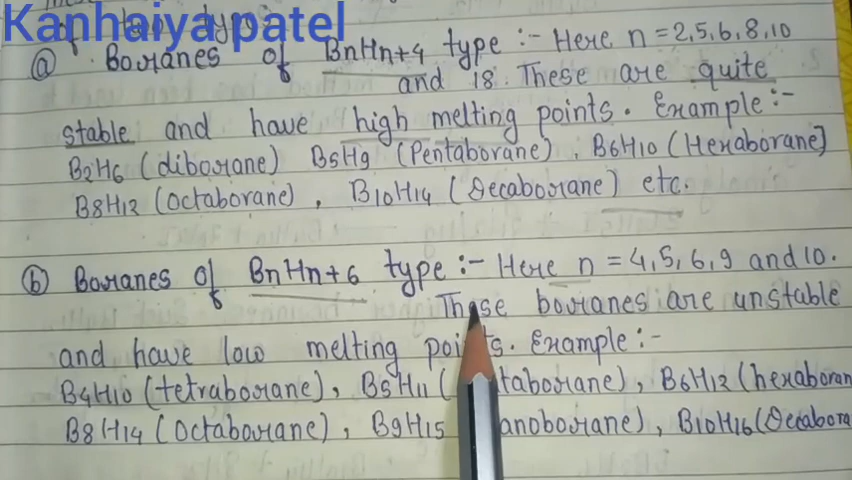 Kanhaiya patel
of two types
ⓐ Boranes of BnHn+4 type :- Here n = 2,5,6,8,10
and 18. These are quite
stable and have high melting points. Example :-
B2H6 (diborane) B5H9 (Pentaborane), B6H10 (Hexaborane)
B8H12 (Octaborane), B10H14 (Decaborane) etc.
ⓑ Boranes of BnHn+6 type :- Here n = 4,5,6,9 and 10.
These boranes are unstable
and have low melting points. Example :-
B4H10 (tetraborane), B5H11 ( taborane), B6H12 (hexaboran
B8H14 (Octaborane), B9H15 anoborane), B10H16 (Decabora